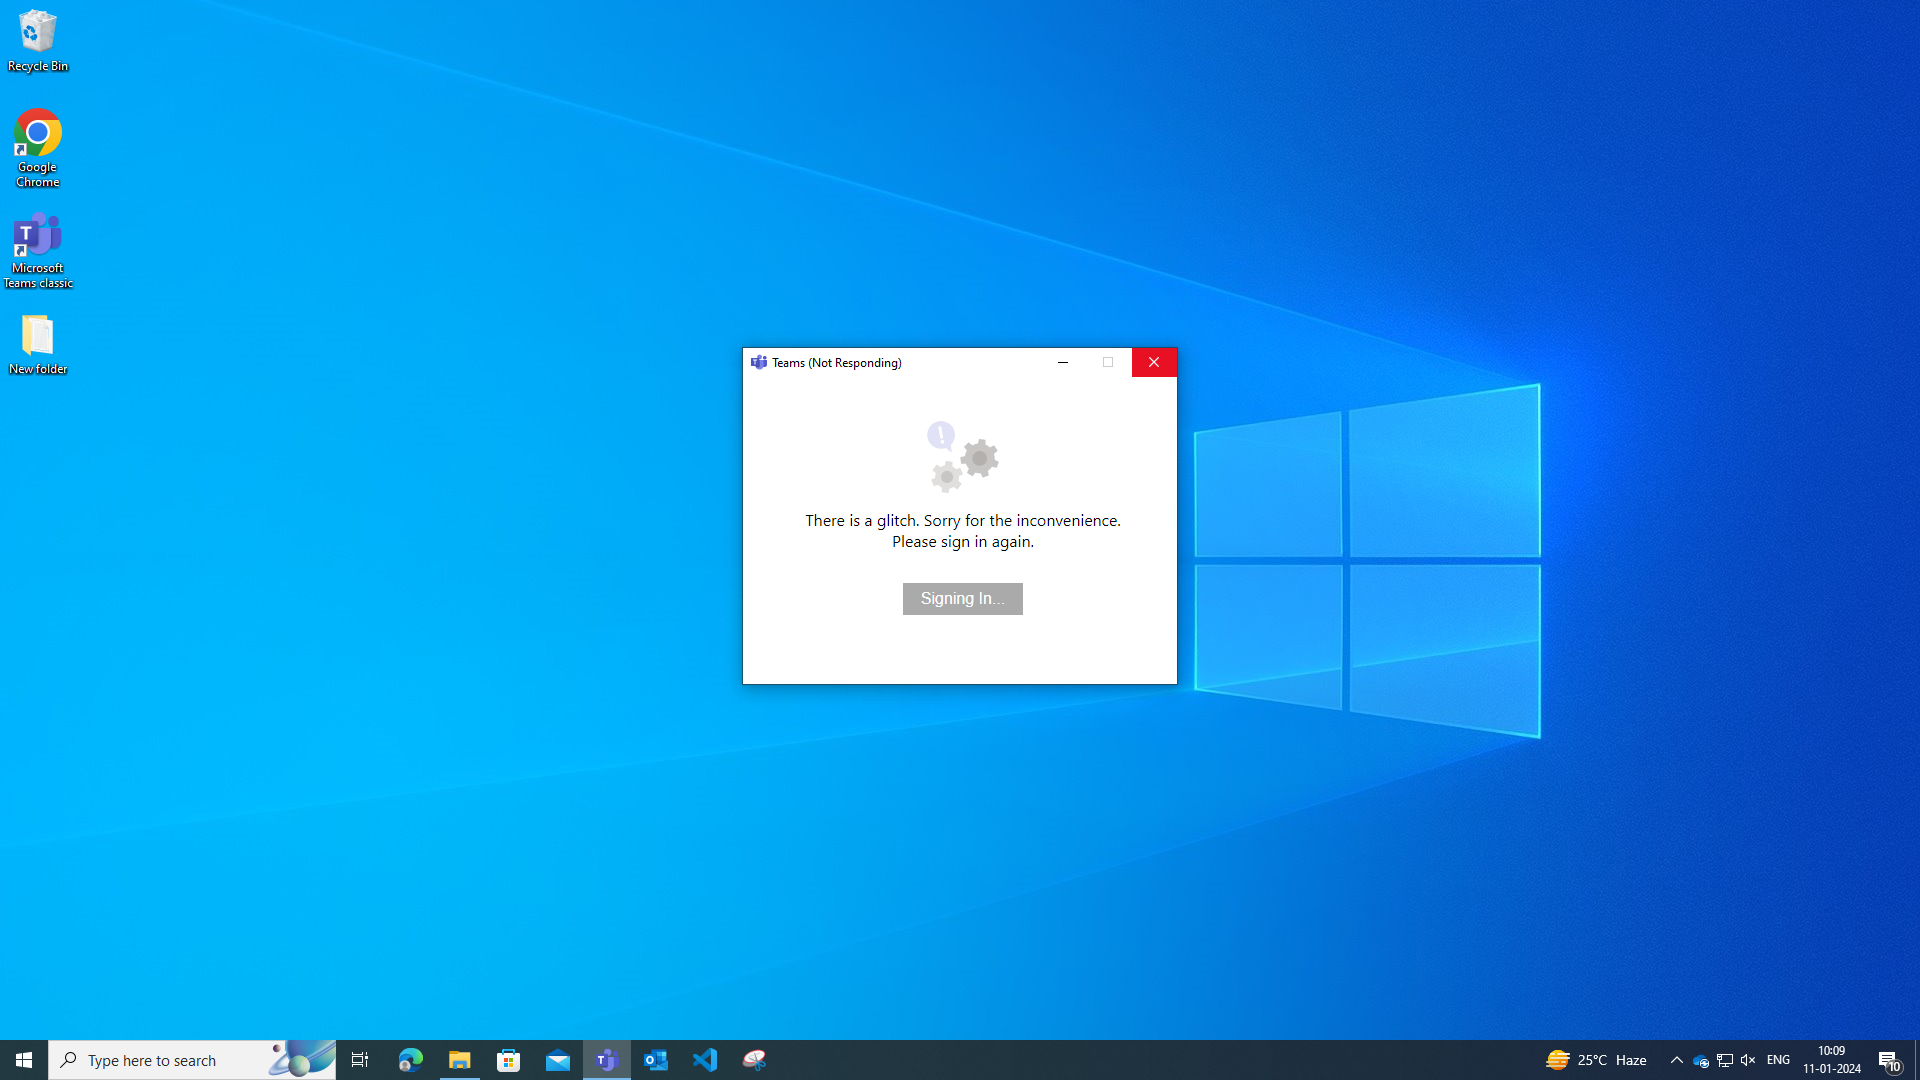 Recycle Bin
Google
Chrome
Microsoft
Teams classic
New folder
Teams (Not Responding)
There is a glitch. Sorry for the inconvenience.
Please sign in again.
Signing In...
Type here to search
25°C Haze
ENG
10:09
11-01-2024
10